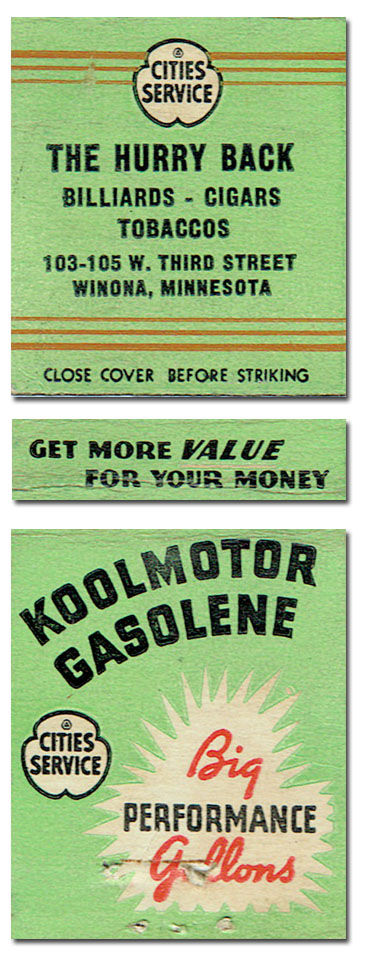 CITIES
SERVICE
THE HURRY BACK
BILLIARDS - CIGARS
TOBACCOS
103-105 W. THIRD STREET
WINONA, MINNESOTA
CLOSE COVER BEFORE STRIKING
GET MORE VALUE
FOR YOUR MONEY
KOOLMOTOR
GASOLENE
CITIES
SERVICE
Big
PERFORMANCE
Gallons